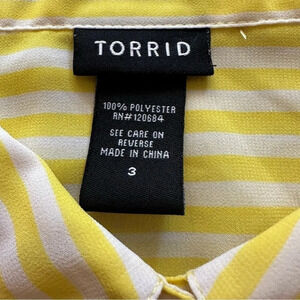 TORRID
100% POLYESTER
RN#120684
SEE CARE ON
REVERSE
MADE IN CHINA
3